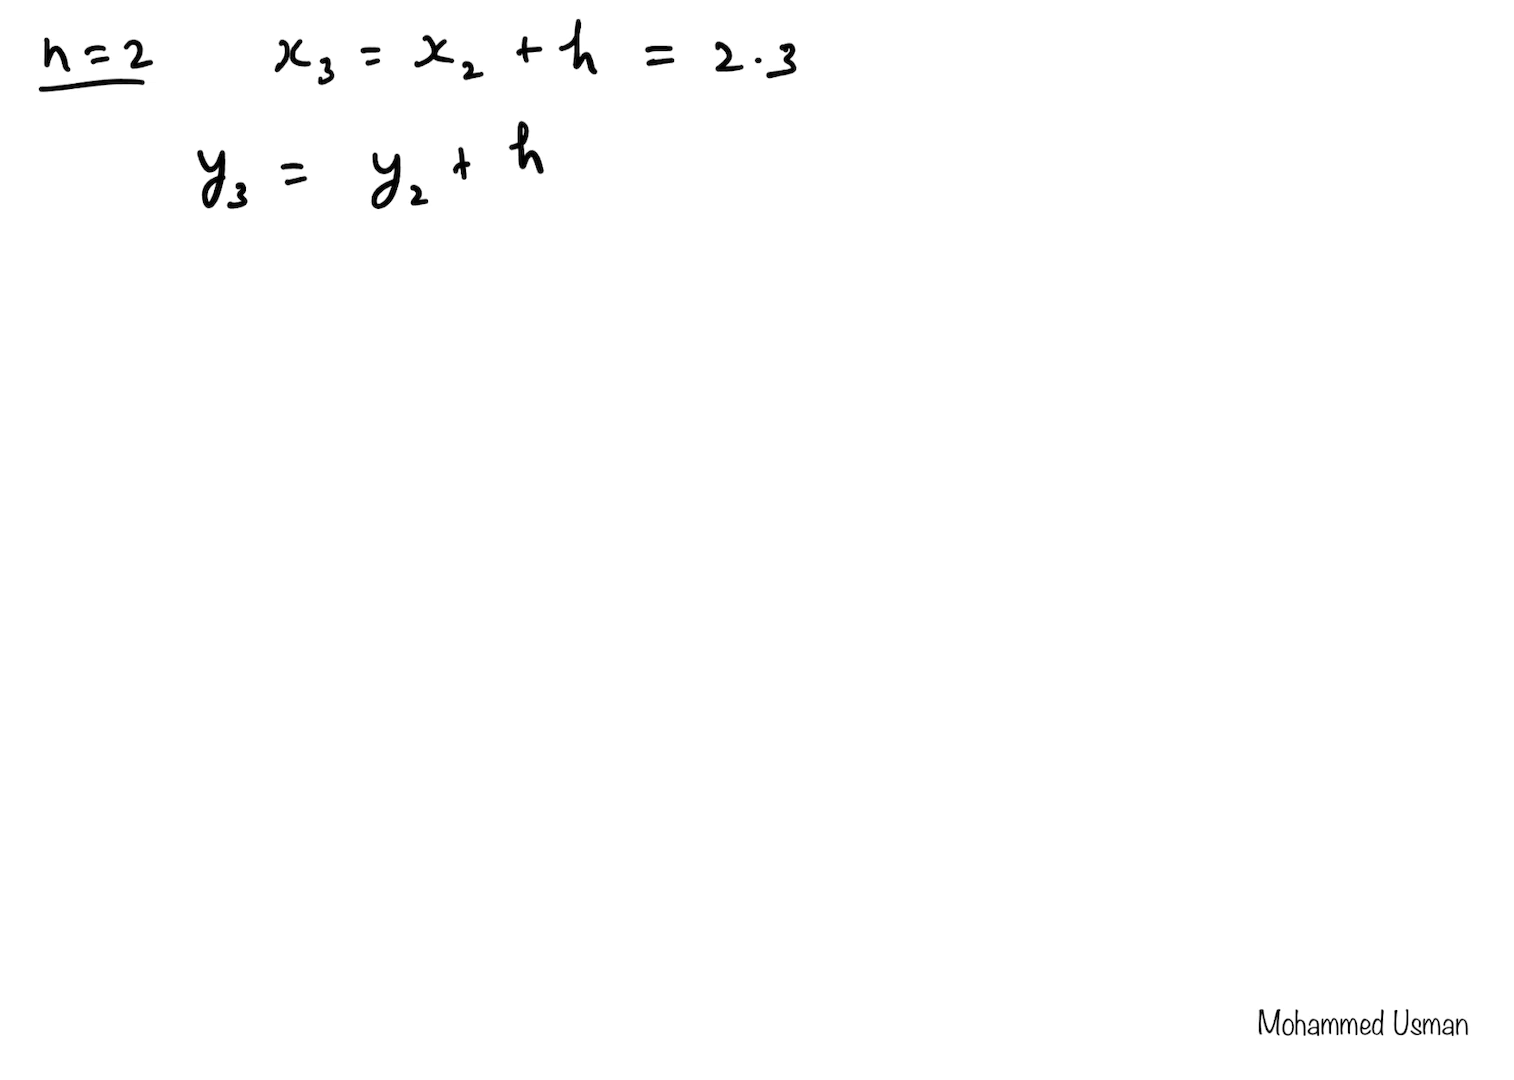 n = 2 x₃ = x₂ + h = 2.3
y₃ = y₂ + h
Mohammed Usman